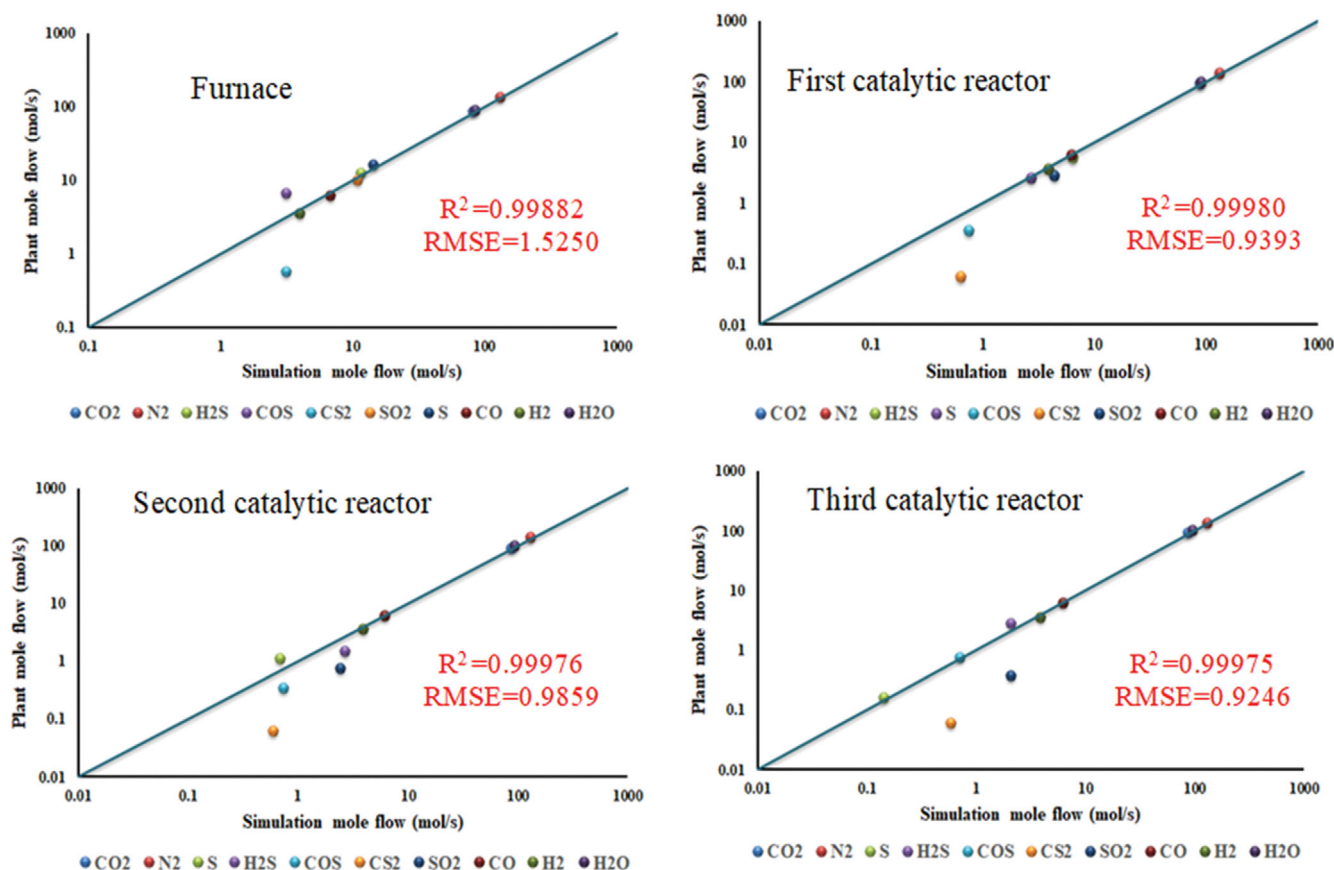 Furnace
Plant mole flow (mol/s)
1000
100
10
1
0.1
R²=0.99882
RMSE=1.5250
0.1 1 10 100 1000
Simulation mole flow (mol/s)
CO2 N2 H2S COS CS2 SO2 S CO H2 H2O
First catalytic reactor
Plant mole flow (mol/s)
1000
100
10
1
0.1
0.01
R²=0.99980
RMSE=0.9393
0.01 0.1 1 10 100 1000
Simulation mole flow (mol/s)
CO2 N2 H2S S COS CS2 SO2 CO H2 H2O
Second catalytic reactor
Plant mole flow (mol/s)
1000
100
10
1
0.1
0.01
R²=0.99976
RMSE=0.9859
0.01 0.1 1 10 100 1000
Simulation mole flow (mol/s)
CO2 N2 S H2S COS CS2 SO2 CO H2 H2O
Third catalytic reactor
Plant mole flow (mol/s)
1000
100
10
1
0.1
0.01
R²=0.99975
RMSE=0.9246
0.01 0.1 1 10 100 1000
Simulation mole flow (mol/s)
CO2 N2 S H2S COS CS2 SO2 CO H2 H2O